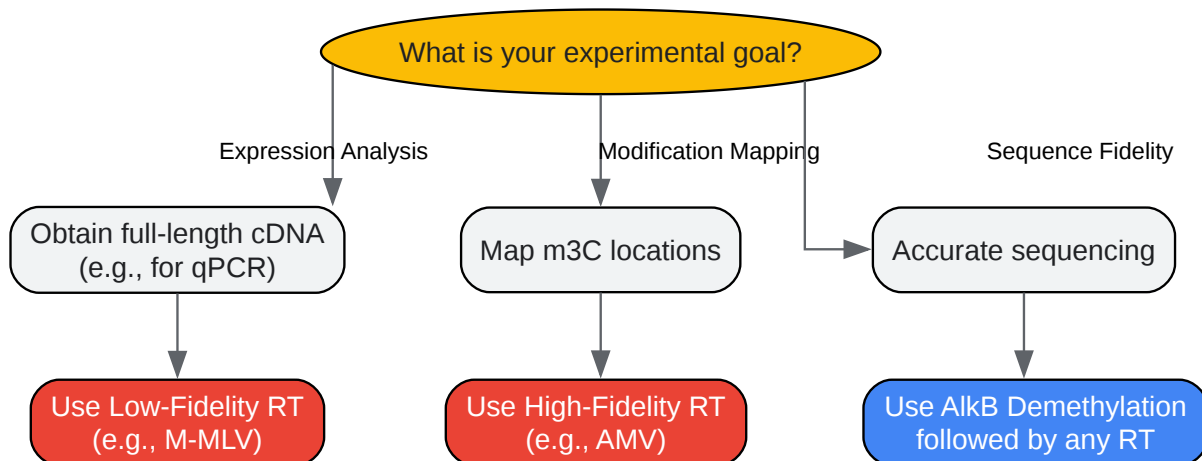 What is your experimental goal?
Expression Analysis
Modification Mapping
Sequence Fidelity
Obtain full-length cDNA
(e.g., for qPCR)
Map m3C locations
Accurate sequencing
Use Low-Fidelity RT
(e.g., M-MLV)
Use High-Fidelity RT
(e.g., AMV)
Use AlkB Demethylation
followed by any RT